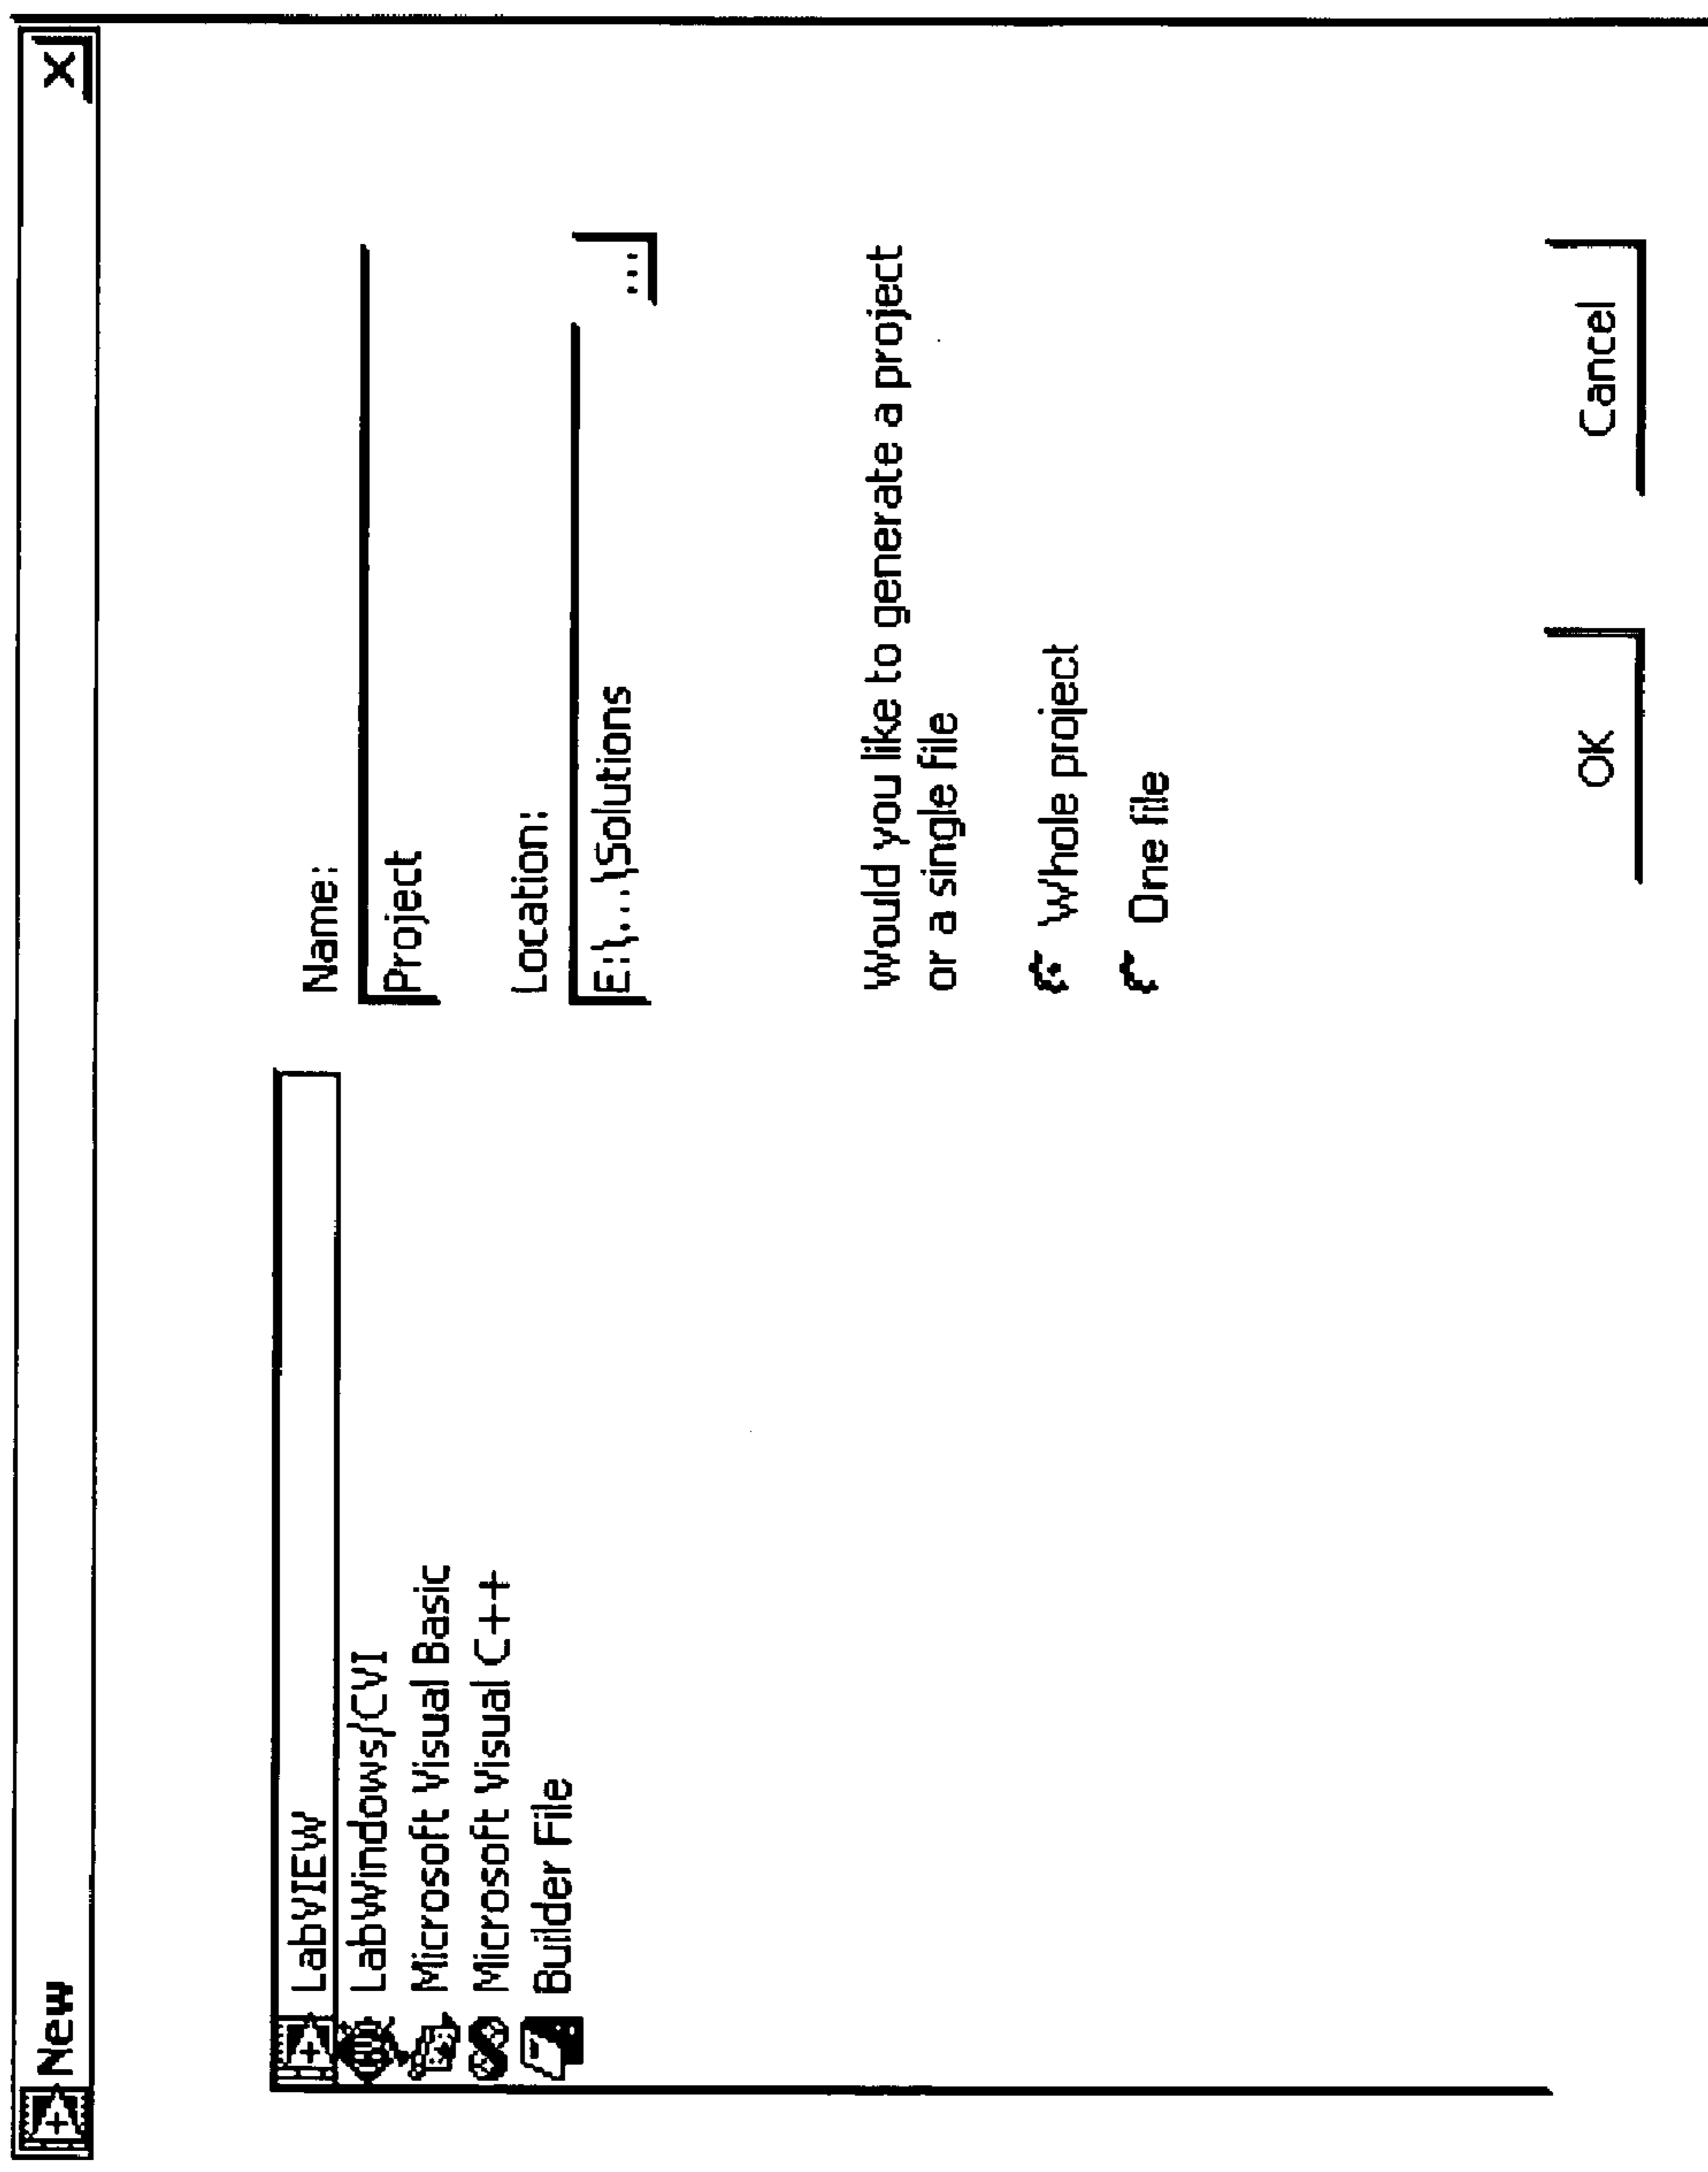 New
X
LabVIEW
LabWindows/CVI
Microsoft Visual Basic
Microsoft Visual C++
Builder File
Name:
Project
Location:
E:\...\Solutions
...
Would you like to generate a project
or a single file
Whole project
One file
OK
Cancel